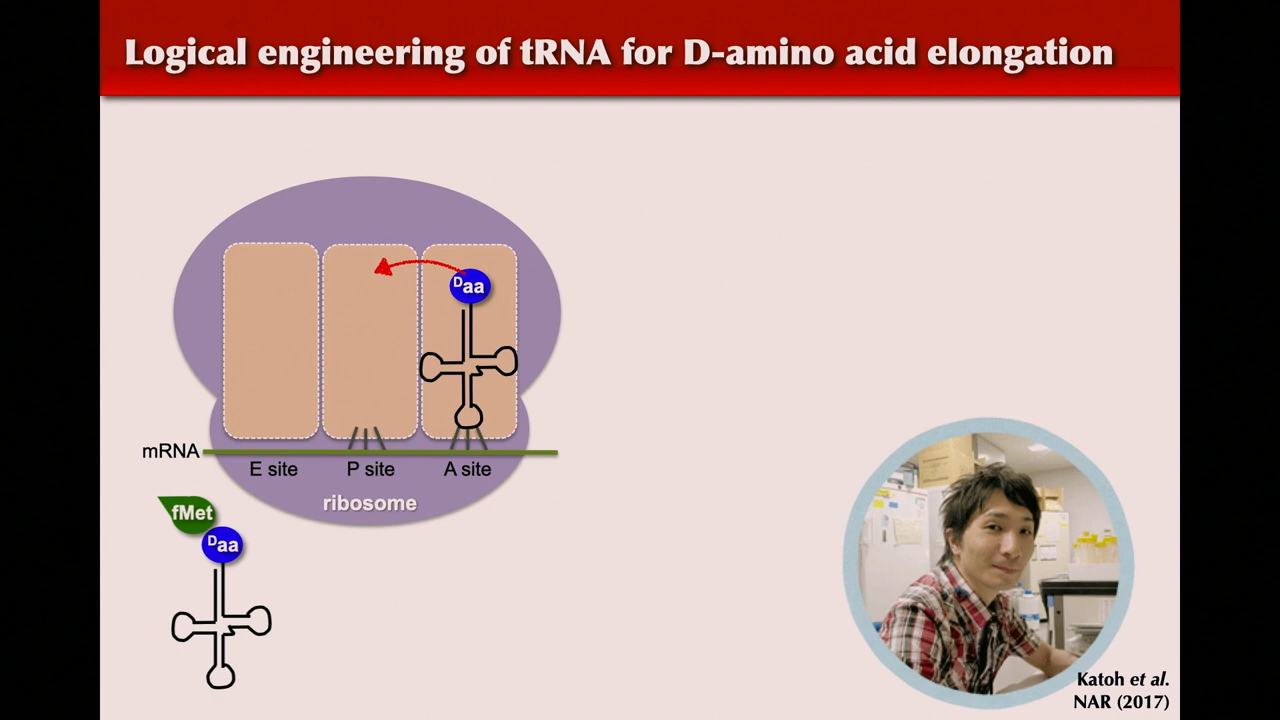 Logical engineering of tRNA for D-amino acid elongation
Daa
mRNA
E site
P site
A site
ribosome
fMet
Daa
Katoh et al.
NAR (2017)